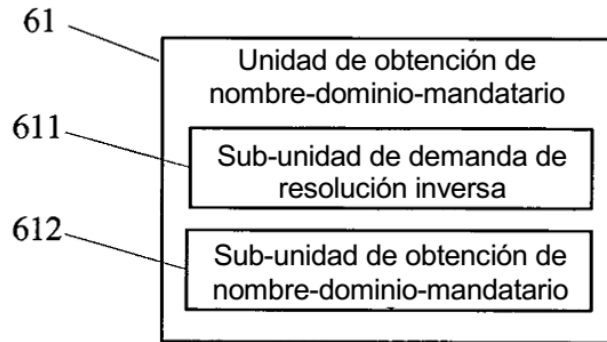 61
Unidad de obtención de
nombre-dominio-mandatario
611
Sub-unidad de demanda de
resolución inversa
612
Sub-unidad de obtención de
nombre-dominio-mandatario